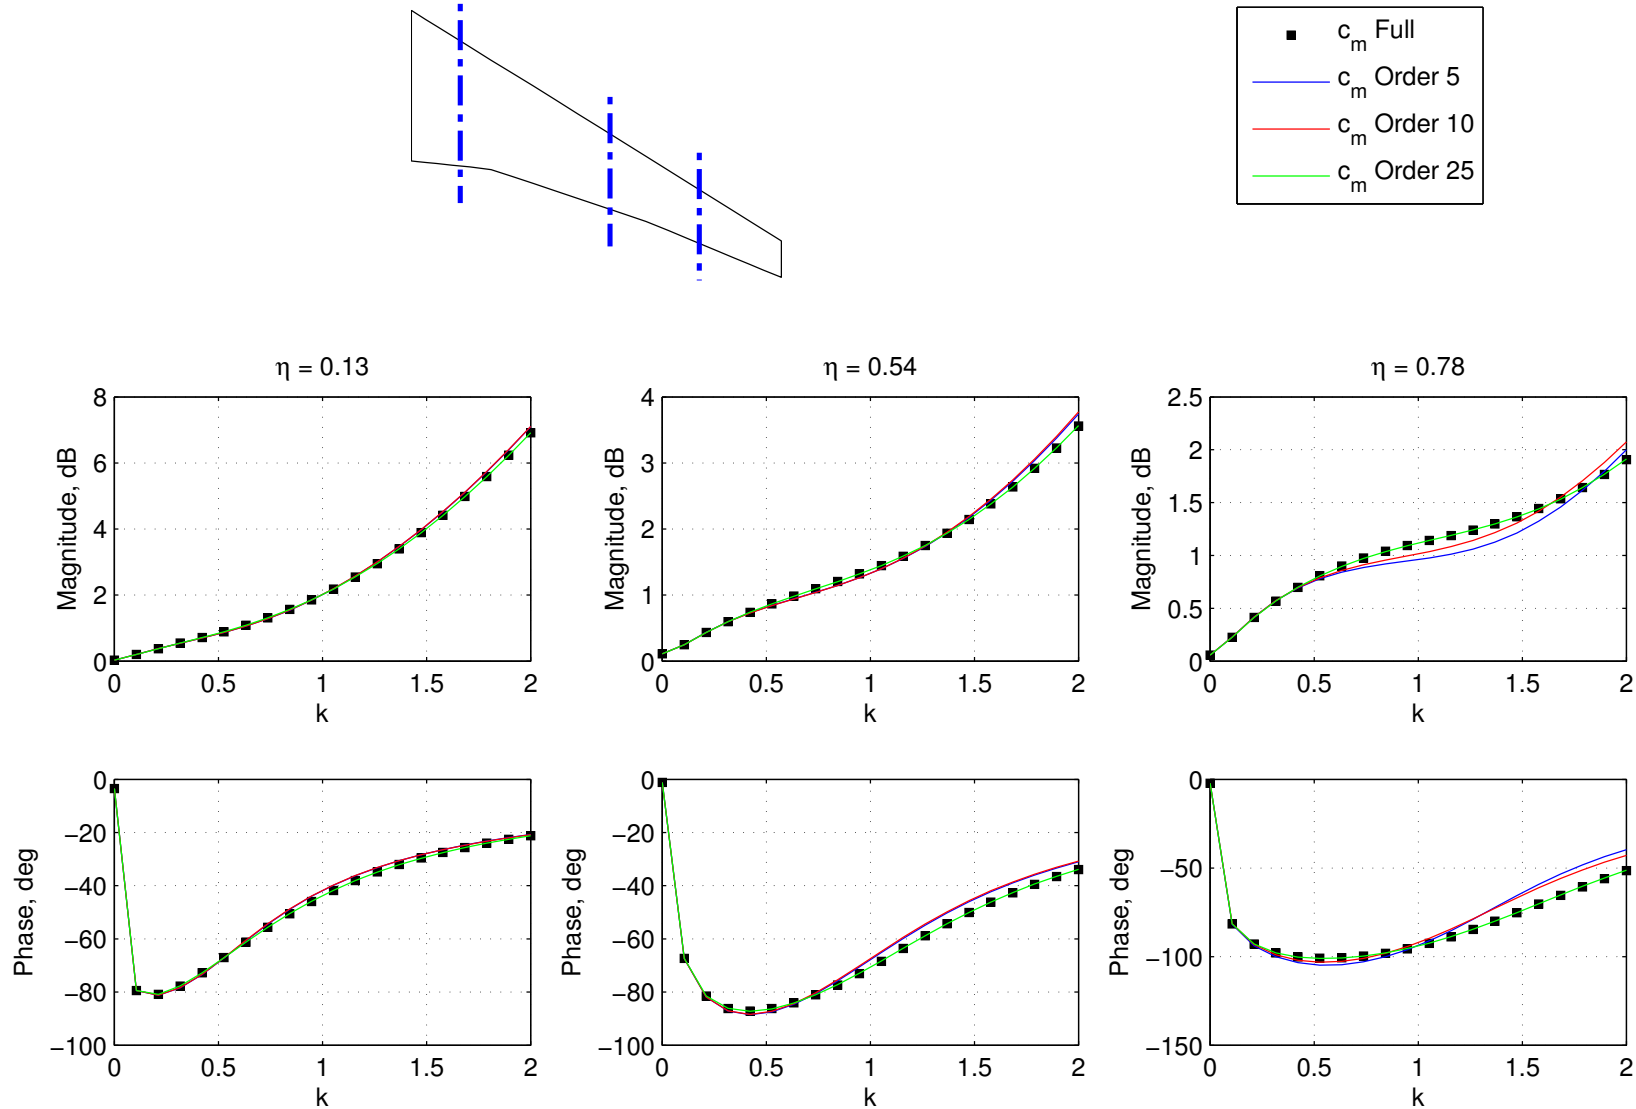 c_m Full
c_m Order 5
c_m Order 10
c_m Order 25
η = 0.13
η = 0.54
η = 0.78
Magnitude, dB
8
6
4
2
0
0 0.5 1 1.5 2
k
Magnitude, dB
4
3
2
1
0
0 0.5 1 1.5 2
k
Magnitude, dB
2.5
2
1.5
1
0.5
0
0 0.5 1 1.5 2
k
Phase, deg
0
−20
−40
−60
−80
−100
0 0.5 1 1.5 2
k
Phase, deg
0
−20
−40
−60
−80
−100
0 0.5 1 1.5 2
k
Phase, deg
0
−50
−100
−150
0 0.5 1 1.5 2
k